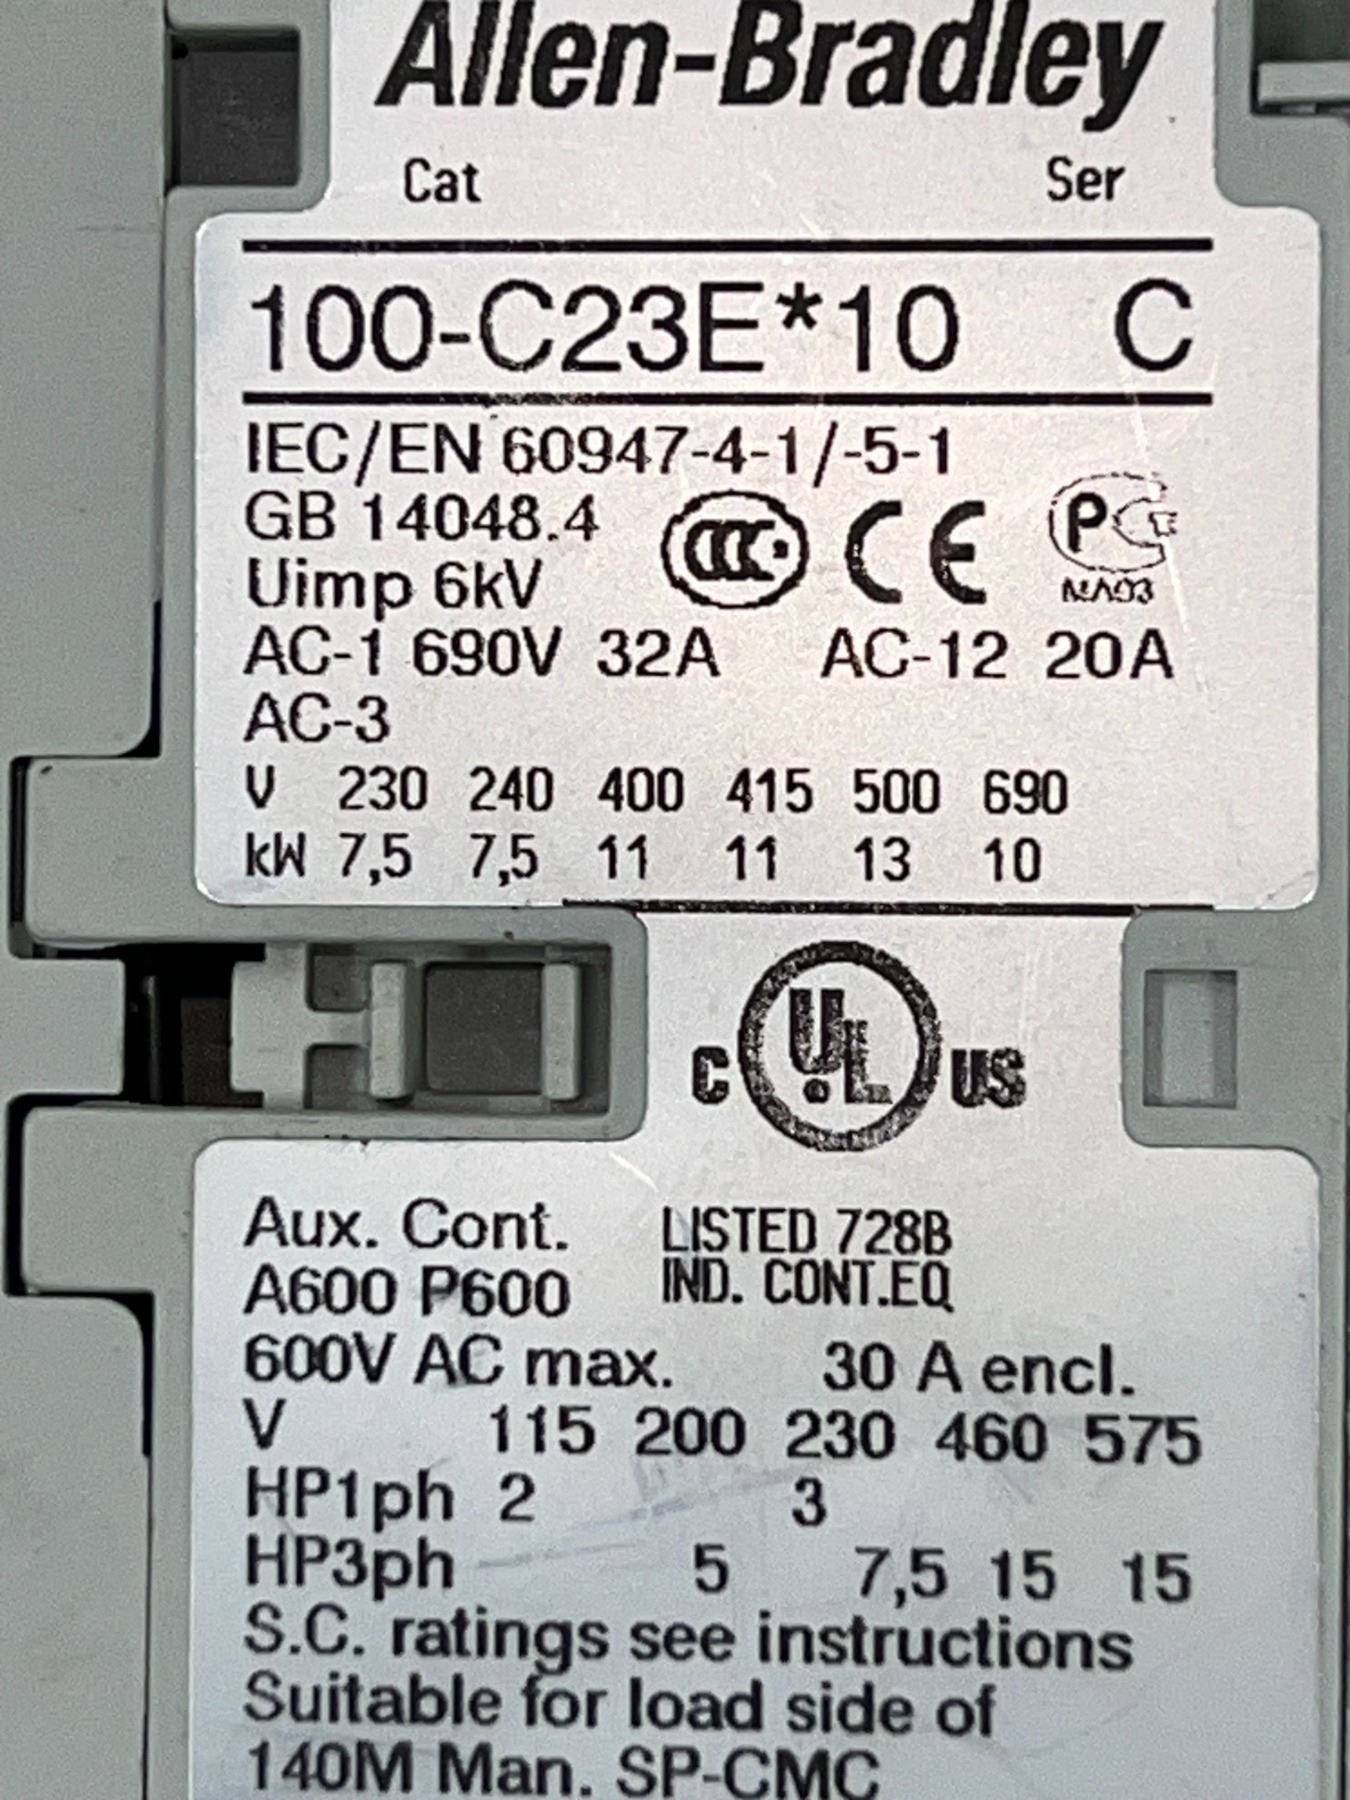 Allen-Bradley
Cat Ser
100-C23E*10 C
IEC/EN 60947-4-1/-5-1
GB 14048.4
CCC CE PC
Uimp 6kV
AC-1 690V 32A AC-12 20A
AC-3
V 230 240 400 415 500 690
kW 7,5 7,5 11 11 13 10
C UL US
Aux. Cont. LISTED 728B
A600 P600 IND. CONT.EQ
600V AC max. 30 A encl.
V 115 200 230 460 575
HP1ph 2 3
HP3ph 5 7,5 15 15
S.C. ratings see instructions
Suitable for load side of
140M Man. SP-CMC